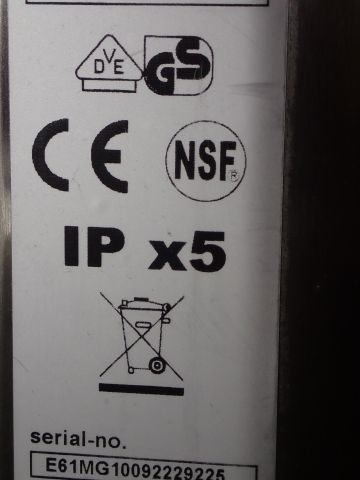 DVE GS
CE NSF®
IP x5
serial-no.
E61MG10092229225